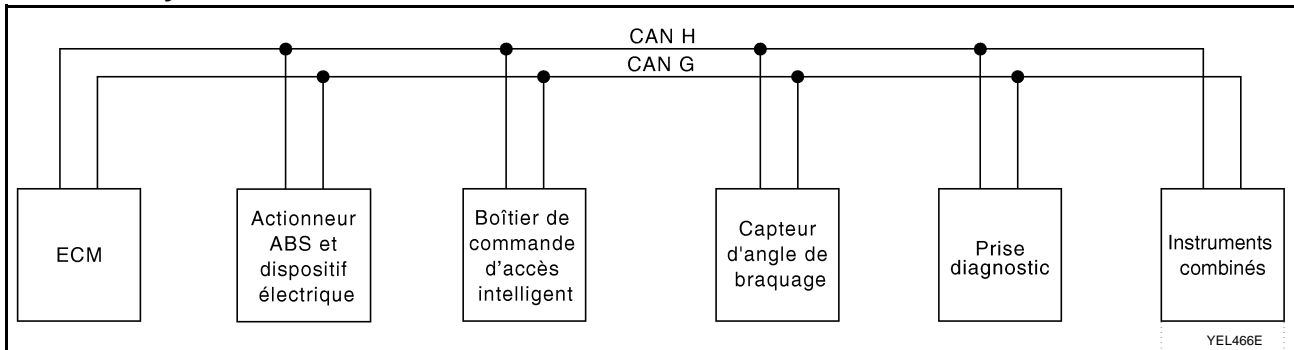 CAN H
CAN G
ECM
Actionneur
ABS et
dispositif
électrique
Boîtier de
commande
d'accès
intelligent
Capteur
d'angle de
braquage
Prise
diagnostic
Instruments
combinés
YEL466E